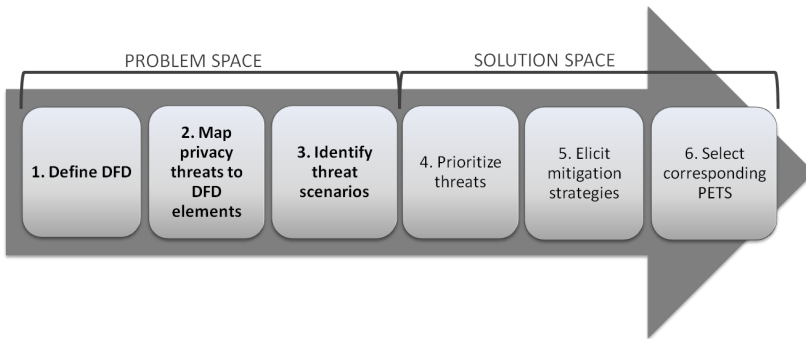 PROBLEM SPACE
SOLUTION SPACE
1. Define DFD
2. Map
privacy
threats to
DFD
elements
3. Identify
threat
scenarios
4. Prioritize
threats
5. Elicit
mitigation
strategies
6. Select
corresponding
PETS